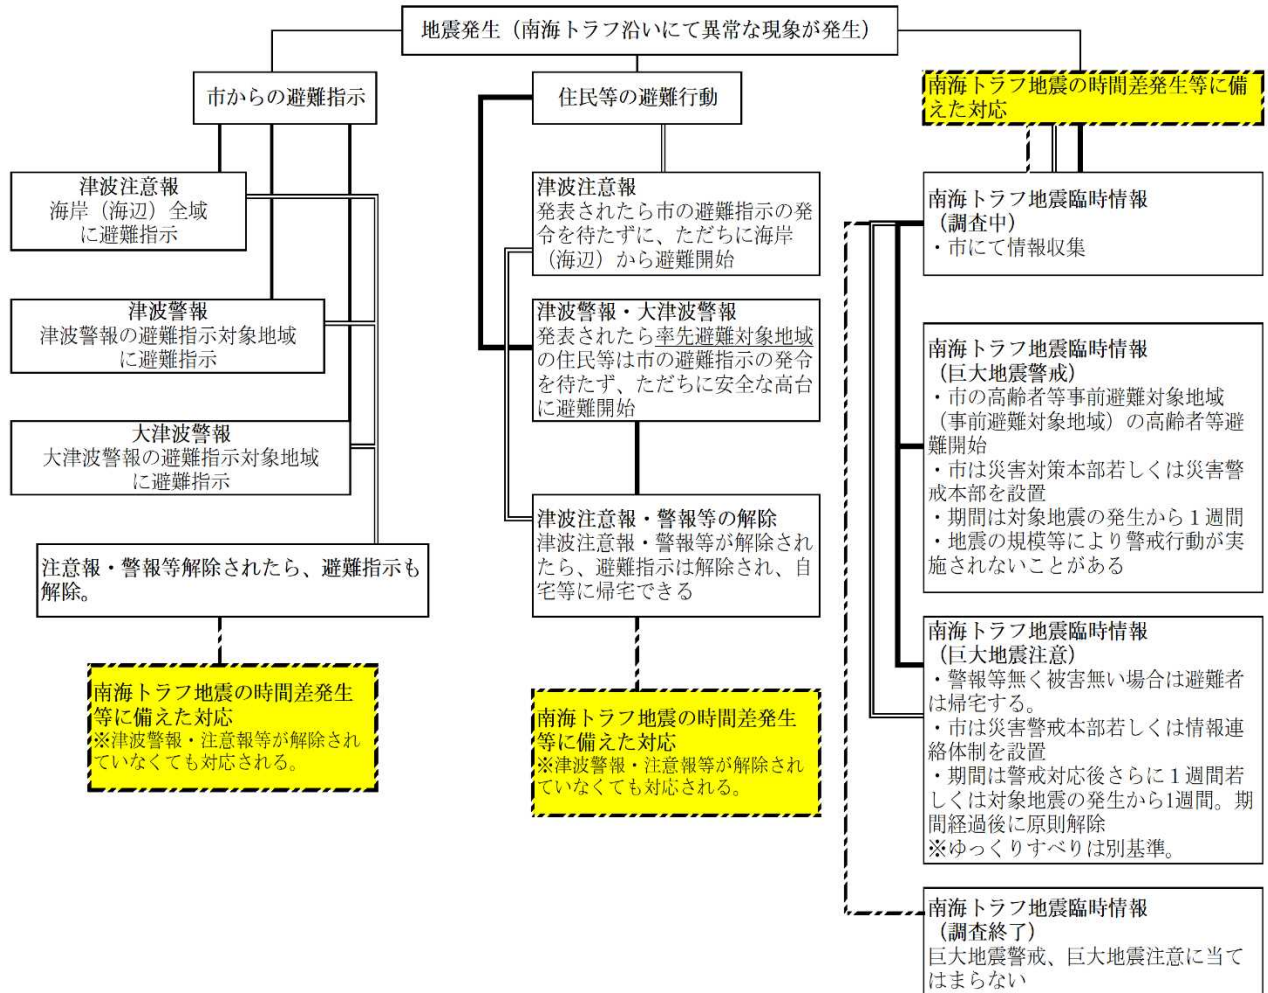 地震発生（南海トラフ沿いにて異常な現象が発生）
市からの避難指示
津波注意報
海岸（海辺）全域
に避難指示
津波警報
津波警報の避難指示対象地域
に避難指示
大津波警報
大津波警報の避難指示対象地域
に避難指示
注意報・警報等解除されたら、避難指示も
解除。
南海トラフ地震の時間差発生
等に備えた対応
※津波警報・注意報等が解除され
ていなくても対応される。
住民等の避難行動
津波注意報
発表されたら市の避難指示の発
令を待たずに、ただちに海岸
（海辺）から避難開始
津波警報・大津波警報
発表されたら率先避難対象地域
の住民等は市の避難指示の発令
を待たず、ただちに安全な高台
に避難開始
津波注意報・警報等の解除
津波注意報・警報等が解除され
たら、避難指示は解除され、自
宅等に帰宅できる
南海トラフ地震の時間差発生
等に備えた対応
※津波警報・注意報等が解除され
ていなくても対応される。
南海トラフ地震の時間差発生等に備
えた対応
南海トラフ地震臨時情報
（調査中）
・市にて情報収集
南海トラフ地震臨時情報
（巨大地震警戒）
・市の高齢者等事前避難対象地域
（事前避難対象地域）の高齢者等避
難開始
・市は災害対策本部若しくは災害警
戒本部を設置
・期間は対象地震の発生から１週間
・地震の規模等により警戒行動が実
施されないことがある
南海トラフ地震臨時情報
（巨大地震注意）
・警報等無く被害無い場合は避難者
は帰宅する。
・市は災害警戒本部若しくは情報連
絡体制を設置
・期間は警戒対応後さらに１週間若
しくは対象地震の発生から1週間。期
間経過後に原則解除
※ゆっくりすべりは別基準。
南海トラフ地震臨時情報
（調査終了）
巨大地震警戒、巨大地震注意に当て
はまらない